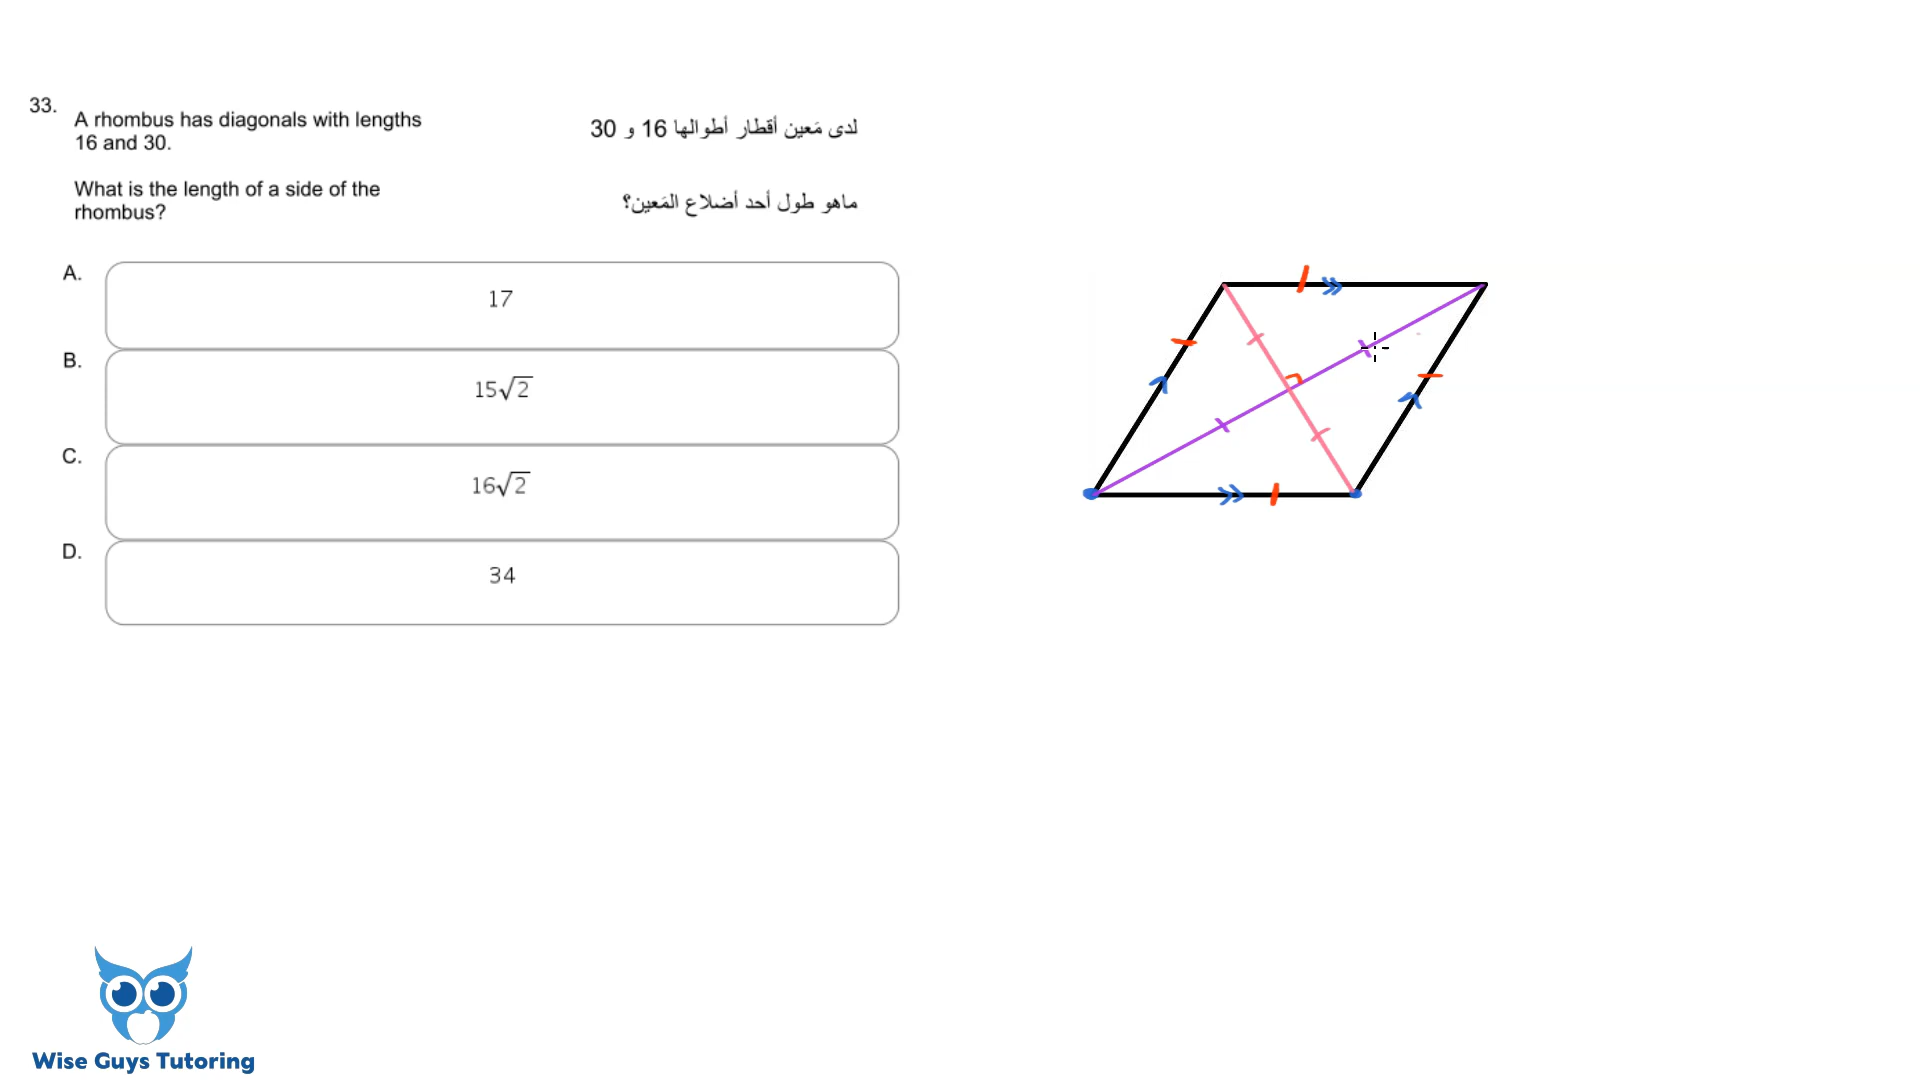 33.
A rhombus has diagonals with lengths
16 and 30.
لدى مَعين أقطار أطوالها 16 و 30
What is the length of a side of the
rhombus?
ماهو طول أحد أضلاع المَعين؟
A.
17
B.
15√2
C.
16√2
D.
34
Wise Guys Tutoring